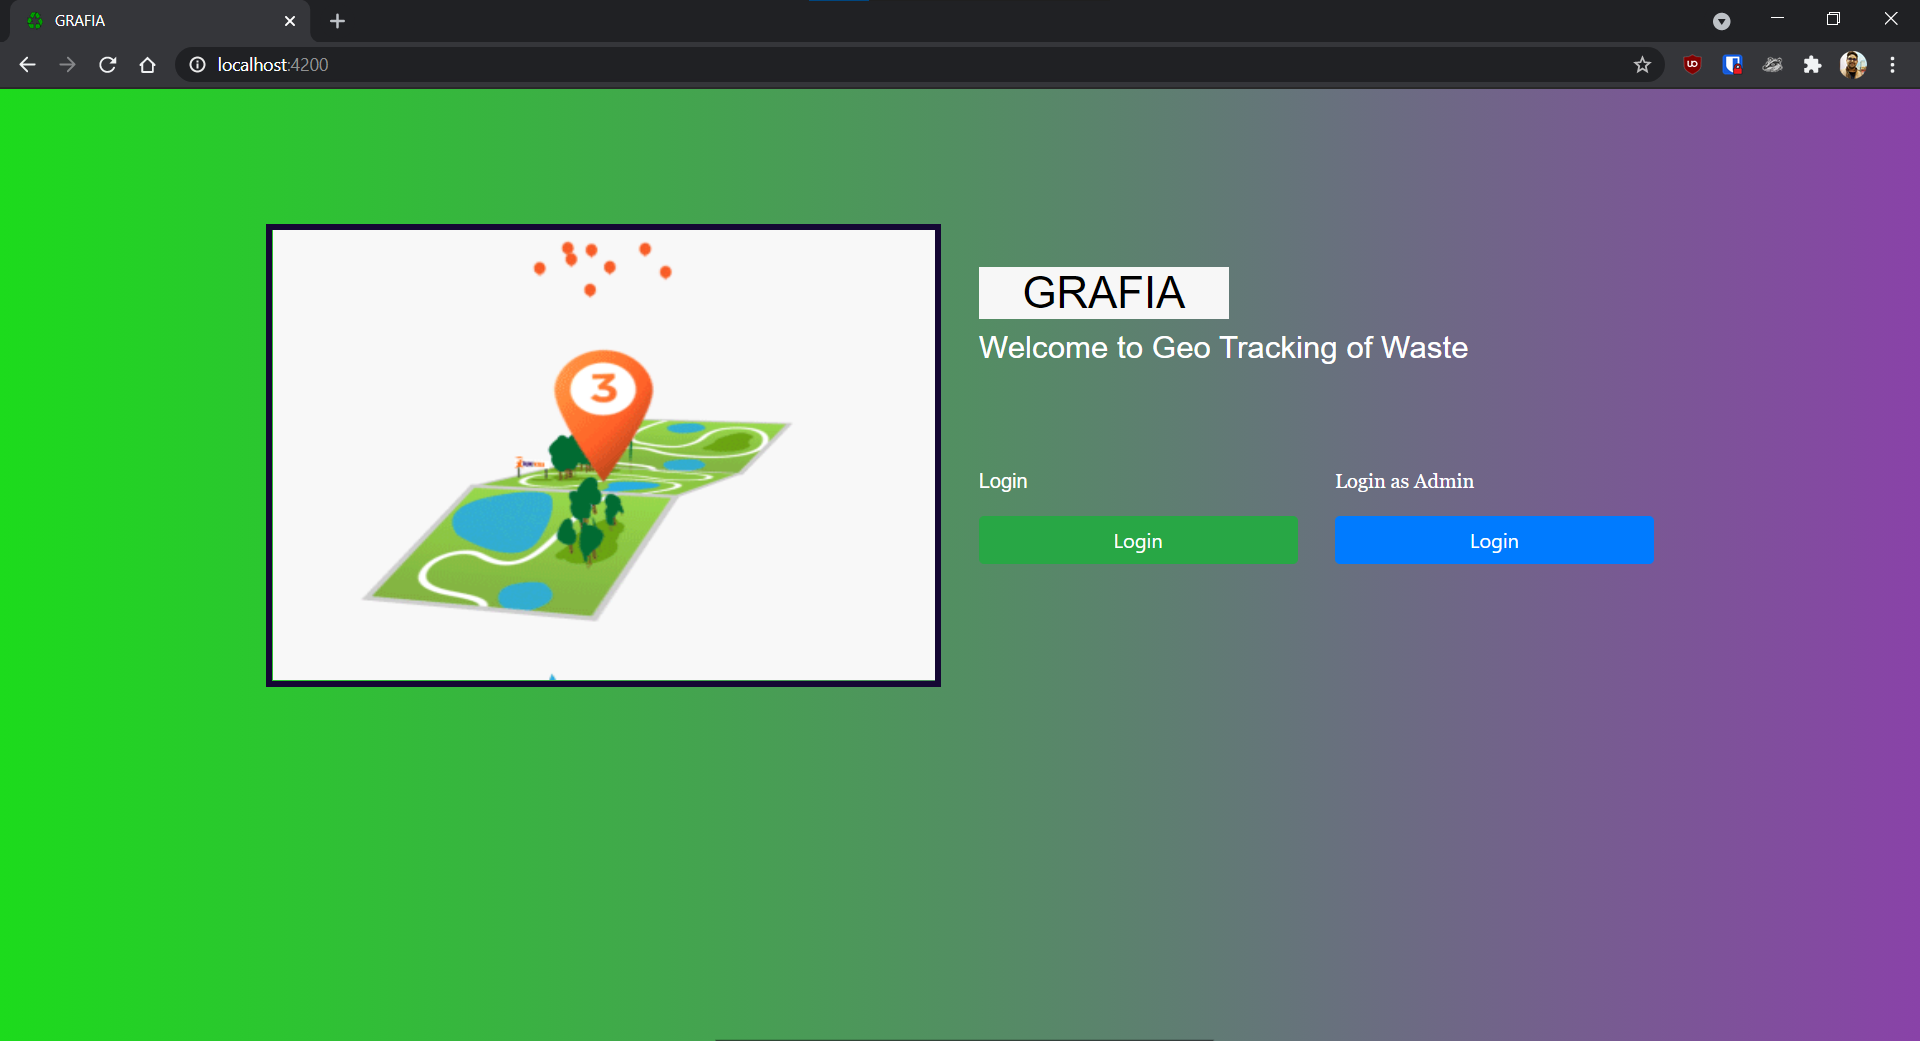 GRAFIA
localhost:4200
GRAFIA
Welcome to Geo Tracking of Waste
3
Login
Login as Admin
Login
Login